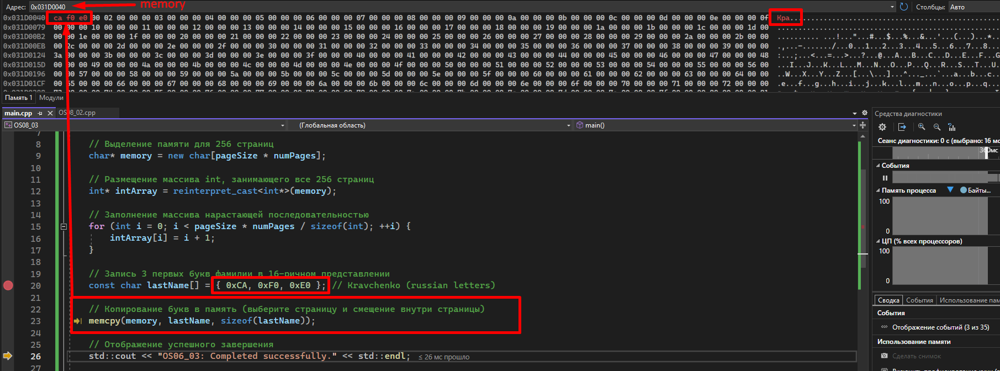 Адрес: 0x031D0040 memory Столбцы: Авто
0x031D0040 ca f0 e0 00 02 00 00 00 03 00 00 00 04 00 00 00 05 00 00 00 06 00 00 00 07 00 00 00 08 00 00 00 09 00 00 00 0a 00 00 00 0b 00 00 00 0c 00 00 00 0d 00 00 00 0e 00 00 00 0f Кра
0x031D0079 00 00 00 10 00 00 00 11 00 00 00 12 00 00 00 13 00 00 00 14 00 00 00 15 00 00 00 16 00 00 00 17 00 00 00 18 00 00 00 19 00 00 00 1a 00 00 00 1b 00 00 00 1c 00 00 00 1d
0x031D00B2 00 00 00 1e 00 00 00 1f 00 00 00 20 00 00 00 21 00 00 00 22 00 00 00 23 00 00 00 24 00 00 00 25 00 00 00 26 00 00 00 27 00 00 00 28 00 00 00 29 00 00 00 2a 00 00 00 2b 00 00
0x031D00EB 00 2c 00 00 00 2d 00 00 00 2e 00 00 00 2f 00 00 00 30 00 00 00 31 00 00 00 32 00 00 00 33 00 00 00 34 00 00 00 35 00 00 00 36 00 00 00 37 00 00 00 38 00 00 00 39 00 00 00
0x031D0124 3a 00 00 00 3b 00 00 00 3c 00 00 00 3d 00 00 00 3e 00 00 00 3f 00 00 00 40 00 00 00 41 00 00 00 42 00 00 00 43 00 00 00 44 00 00 00 45 00 00 00 46 00 00 00 47 00 00 00 48 :...;...<...=...>...?...@...A...B...C...D...E...F...G
0x031D015D 00 00 00 49 00 00 00 4a 00 00 00 4b 00 00 00 4c 00 00 00 4d 00 00 00 4e 00 00 00 4f 00 00 00 50 00 00 00 51 00 00 00 52 00 00 00 53 00 00 00 54 00 00 00 55 00 00 00 56 00 ...I...J...K...L...M...N...O...P...Q...R...S...T...U.
0x031D0196 00 00 57 00 00 00 58 00 00 00 59 00 00 00 5a 00 00 00 5b 00 00 00 5c 00 00 00 5d 00 00 00 5e 00 00 00 5f 00 00 00 60 00 00 00 61 00 00 00 62 00 00 00 63 00 00 00 64 00 00 ..W...X...Y...Z...[...\...]...^..._...`...a...b...c..
0x031D01CF 00 65 00 00 00 66 00 00 00 67 00 00 00 68 00 00 00 69 00 00 00 6a 00 00 00 6b 00 00 00 6c 00 00 00 6d 00 00 00 6e 00 00 00 6f 00 00 00 70 00 00 00 71 00 00 00 72 00 00 00 .e...f...g...h...i...j...k...l...m...n...o...p...q
Память 1 Модули
main.cpp OS08_02.cpp
OS08_03 (Глобальная область) main()
7
8 // Выделение памяти для 256 страниц
9 char* memory = new char[pageSize * numPages];
10
11 // Размещение массива int, занимающего все 256 страниц
12 int* intArray = reinterpret_cast<int*>(memory);
13
14 // Заполнение массива нарастающей последовательностью
15 for (int i = 0; i < pageSize * numPages / sizeof(int); ++i) {
16 intArray[i] = i + 1;
17 }
18
19 // Запись 3 первых букв фамилии в 16-ричном представлении
20 const char lastName[] = { 0xCA, 0xF0, 0xE0 }; // Kravchenko (russian letters)
21
22 // Копирование букв в память (выберите страницу и смещение внутри страницы)
23 memcpy(memory, lastName, sizeof(lastName));
24
25 // Отображение успешного завершения
26 std::cout << "OS06_03: Completed successfully." << std::endl; ≤ 26 мс прошло
27
Средства диагностики
Сеанс диагностики: 0 с (выбрано: 16 мс
360мс
События
Память процесса Байты...
100
0
ЦП (% всех процессоров)
100
0
Сводка События Использование пам
События
Отображение событий (3 из 35)
Использование памяти
Сделать снимок